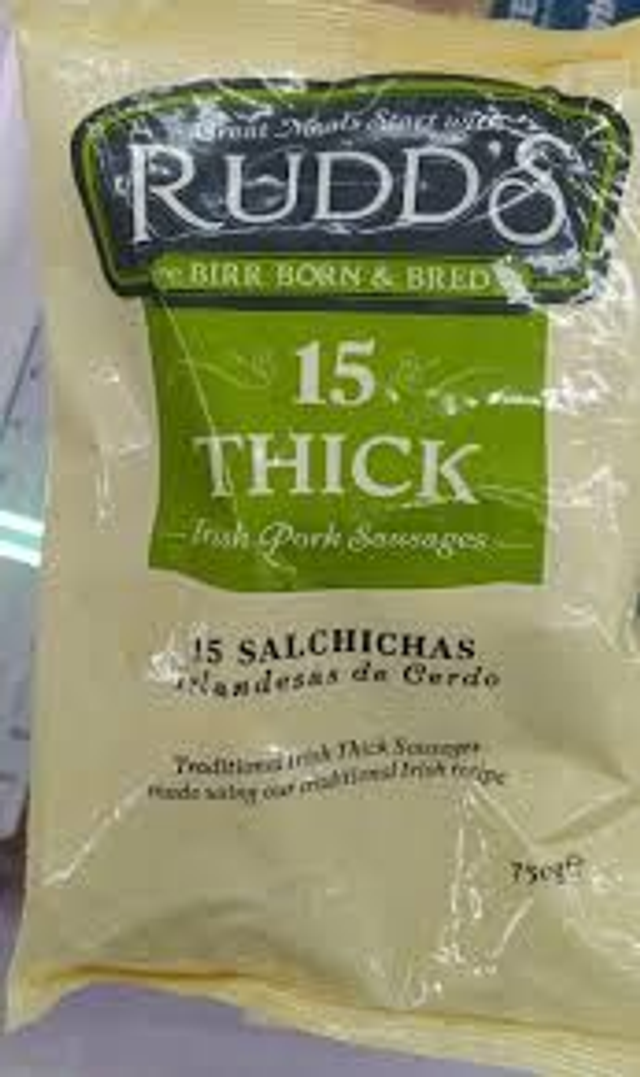 Great Meals Start with
RUDD'S
BIRR BORN & BRED
15
THICK
Irish Pork Sausages
15 SALCHICHAS
Irlandesas de Cerdo
Traditional Irish Thick Sausages
made using our traditional Irish recipe
750g℮